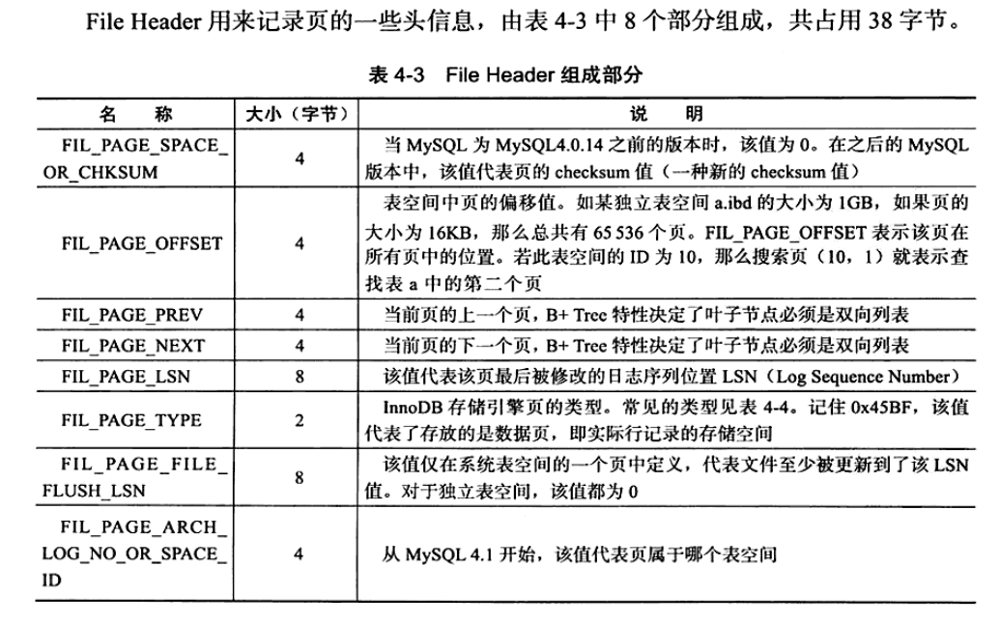 File Header 用来记录页的一些头信息，由表 4-3 中 8 个部分组成，共占用 38 字节。
表 4-3 File Header 组成部分
名 称 大小（字节） 说 明
FIL_PAGE_SPACE_
OR_CHKSUM
4
当 MySQL 为 MySQL4.0.14 之前的版本时，该值为 0。在之后的 MySQL
版本中，该值代表页的 checksum 值（一种新的 checksum 值）
FIL_PAGE_OFFSET
4
表空间中页的偏移值。如某独立表空间 a.ibd 的大小为 1GB，如果页的
大小为 16KB，那么总共有 65 536 个页。FIL_PAGE_OFFSET 表示该页在
所有页中的位置。若此表空间的 ID 为 10，那么搜索页（10，1）就表示查
找表 a 中的第二个页
FIL_PAGE_PREV 4 当前页的上一个页，B+ Tree 特性决定了叶子节点必须是双向列表
FIL_PAGE_NEXT 4 当前页的下一个页，B+ Tree 特性决定了叶子节点必须是双向列表
FIL_PAGE_LSN 8 该值代表该页最后被修改的日志序列位置 LSN（Log Sequence Number）
FIL_PAGE_TYPE
2
InnoDB 存储引擎页的类型。常见的类型见表 4-4。记住 0x45BF，该值
代表了存放的是数据页，即实际行记录的存储空间
FIL_PAGE_FILE_
FLUSH_LSN
8
该值仅在系统表空间的一个页中定义，代表文件至少被更新到了该 LSN
值。对于独立表空间，该值都为 0
FIL_PAGE_ARCH_
LOG_NO_OR_SPACE_
ID
4
从 MySQL 4.1 开始，该值代表页属于哪个表空间